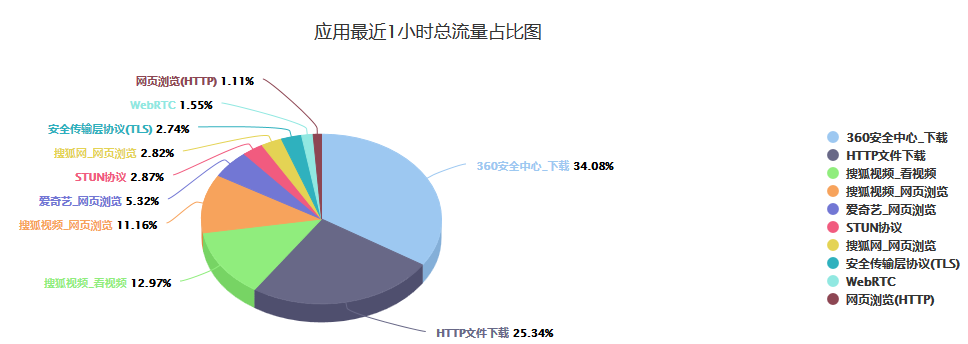 应用最近1小时总流量占比图
网页浏览(HTTP) 1.11%
WebRTC 1.55%
安全传输层协议(TLS) 2.74%
搜狐网_网页浏览 2.82%
STUN协议 2.87%
爱奇艺_网页浏览 5.32%
搜狐视频_网页浏览 11.16%
搜狐视频_看视频 12.97%
360安全中心_下载 34.08%
HTTP文件下载 25.34%
360安全中心_下载
HTTP文件下载
搜狐视频_看视频
搜狐视频_网页浏览
爱奇艺_网页浏览
STUN协议
搜狐网_网页浏览
安全传输层协议(TLS)
WebRTC
网页浏览(HTTP)